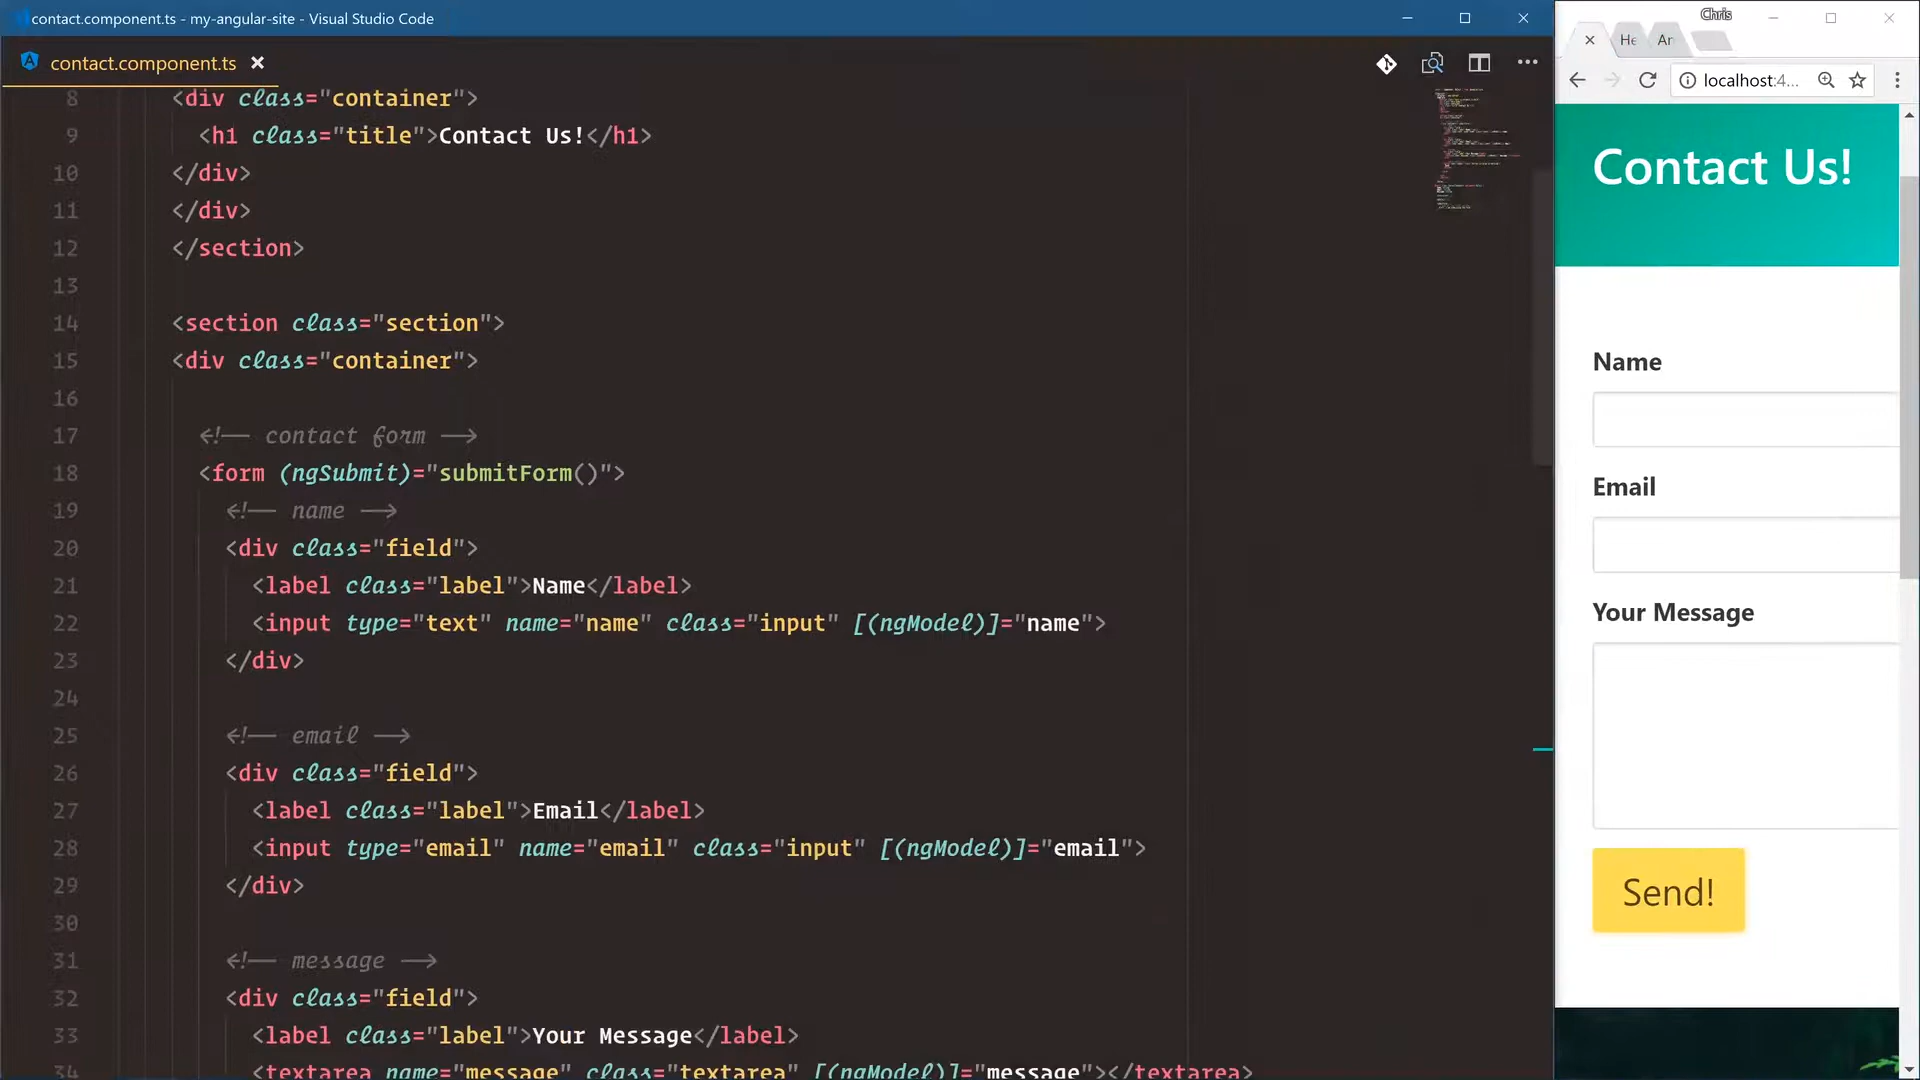 contact.component.ts - my-angular-site - Visual Studio Code
contact.component.ts
8 <div class="container">
9 <h1 class="title">Contact Us!</h1>
10 </div>
11 </div>
12 </section>
13
14 <section class="section">
15 <div class="container">
16
17 <!-- contact form -->
18 <form (ngSubmit)="submitForm()">
19 <!-- name -->
20 <div class="field">
21 <label class="label">Name</label>
22 <input type="text" name="name" class="input" [(ngModel)]="name">
23 </div>
24
25 <!-- email -->
26 <div class="field">
27 <label class="label">Email</label>
28 <input type="email" name="email" class="input" [(ngModel)]="email">
29 </div>
30
31 <!-- message -->
32 <div class="field">
33 <label class="label">Your Message</label>
34 <textarea name="message" class="textarea" [(ngModel)]="message"></textarea>
Chris
He
An
localhost:4...
Contact Us!
Name
Email
Your Message
Send!